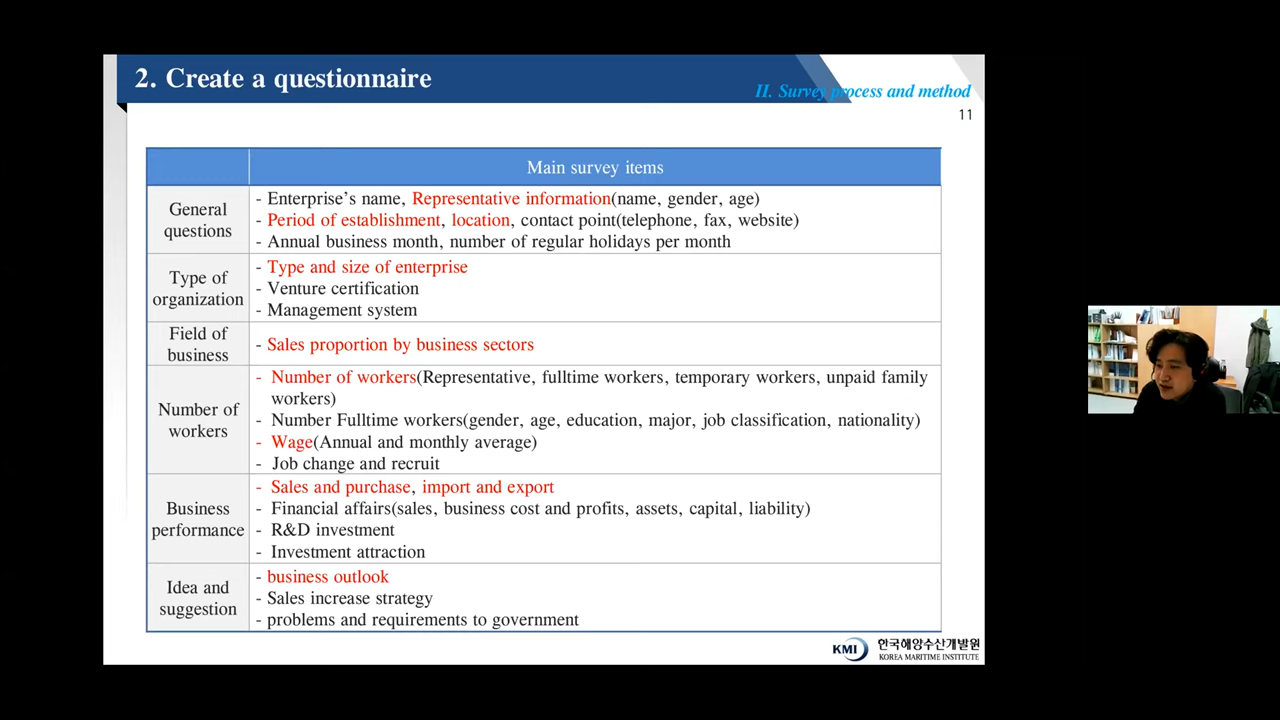 2. Create a questionnaire
II. Survey process and method
11
Main survey items
General
questions
- Enterprise's name, Representative information(name, gender, age)
- Period of establishment, location, contact point(telephone, fax, website)
- Annual business month, number of regular holidays per month
Type of
organization
- Type and size of enterprise
- Venture certification
- Management system
Field of
business
- Sales proportion by business sectors
Number of
workers
- Number of workers(Representative, fulltime workers, temporary workers, unpaid family
workers)
- Number Fulltime workers(gender, age, education, major, job classification, nationality)
- Wage(Annual and monthly average)
- Job change and recruit
Business
performance
- Sales and purchase, import and export
- Financial affairs(sales, business cost and profits, assets, capital, liability)
- R&D investment
- Investment attraction
Idea and
suggestion
- business outlook
- Sales increase strategy
- problems and requirements to government
KMI 한국해양수산개발원
KOREA MARITIME INSTITUTE